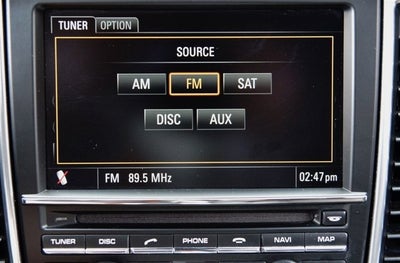 TUNER OPTION
SOURCE
AM FM SAT
DISC AUX
FM 89.5 MHz 02:47pm
TUNER DISC PHONE NAVI MAP